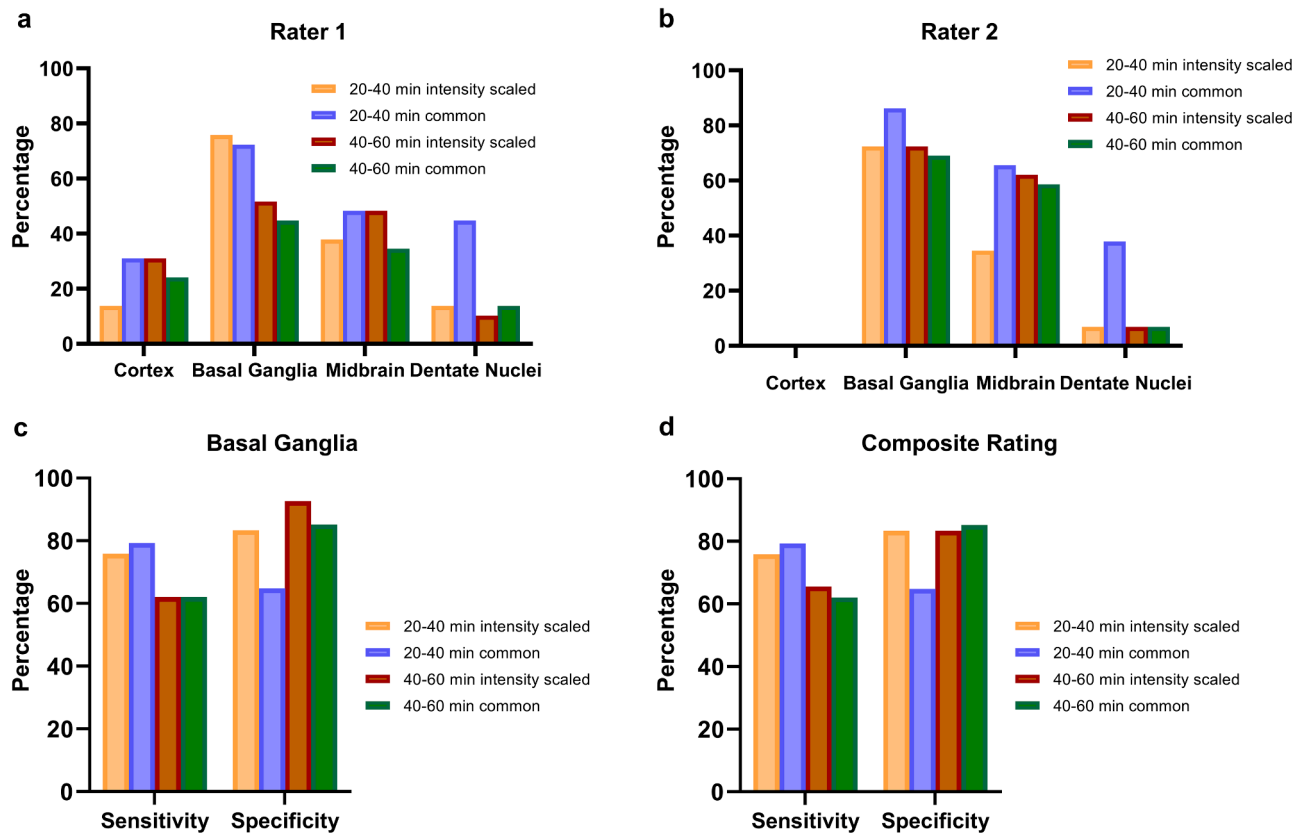 a
Rater 1
Percentage
100
80
60
40
20
0
20-40 min intensity scaled
20-40 min common
40-60 min intensity scaled
40-60 min common
Cortex Basal Ganglia Midbrain Dentate Nuclei
b
Rater 2
Percentage
100
80
60
40
20
0
20-40 min intensity scaled
20-40 min common
40-60 min intensity scaled
40-60 min common
Cortex Basal Ganglia Midbrain Dentate Nuclei
c
Basal Ganglia
Percentage
100
80
60
40
20
0
20-40 min intensity scaled
20-40 min common
40-60 min intensity scaled
40-60 min common
Sensitivity Specificity
d
Composite Rating
Percentage
100
80
60
40
20
0
20-40 min intensity scaled
20-40 min common
40-60 min intensity scaled
40-60 min common
Sensitivity Specificity